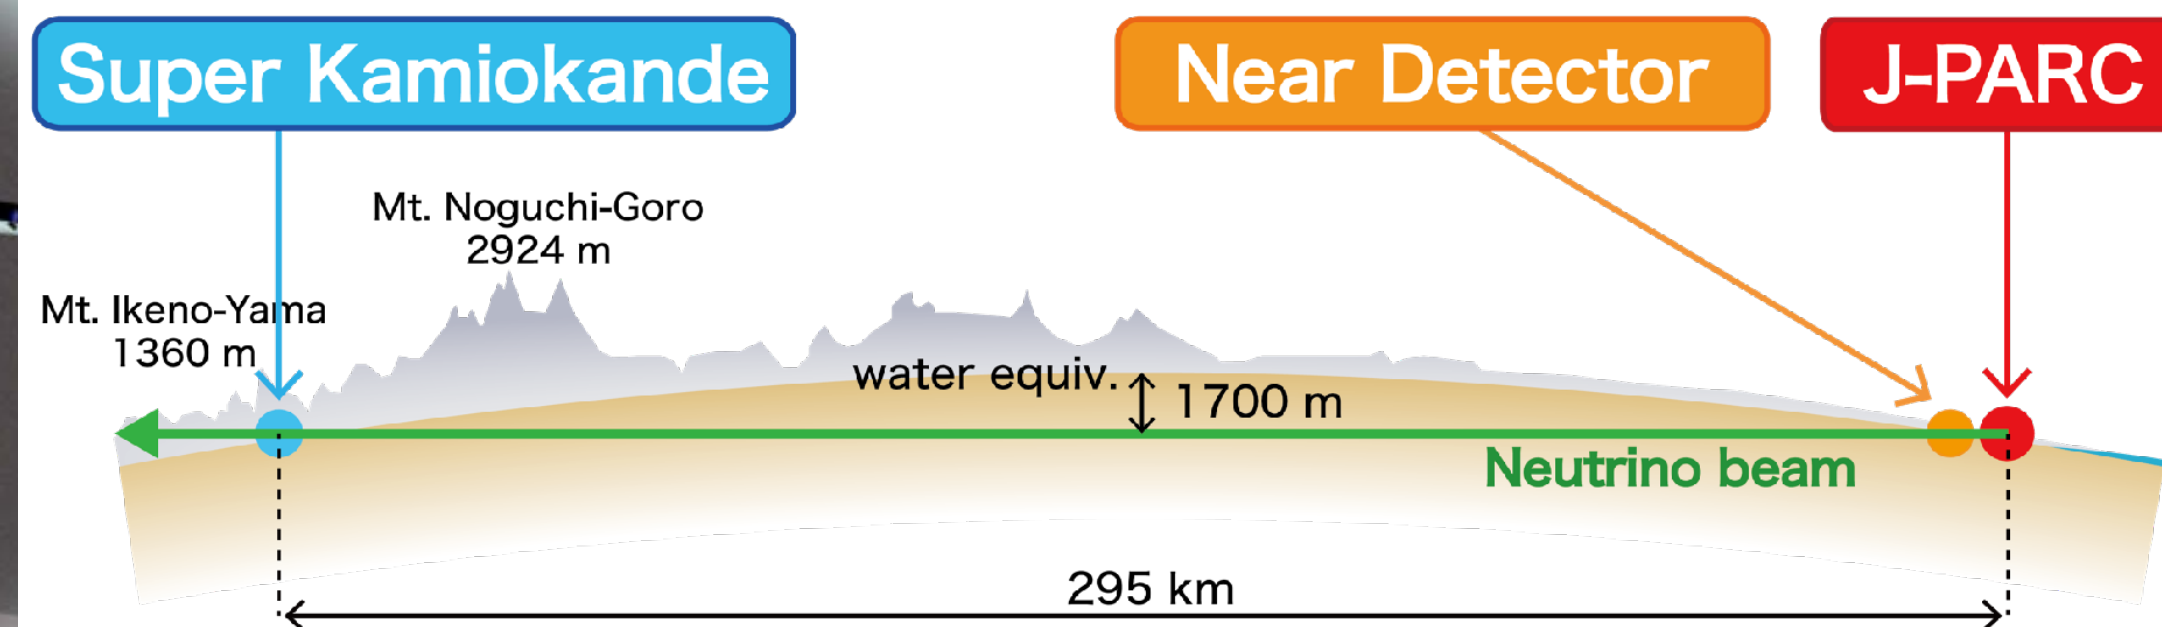 Super Kamiokande
Near Detector
J-PARC
Mt. Noguchi-Goro
2924 m
Mt. Ikeno-Yama
1360 m
water equiv.
1700 m
Neutrino beam
295 km